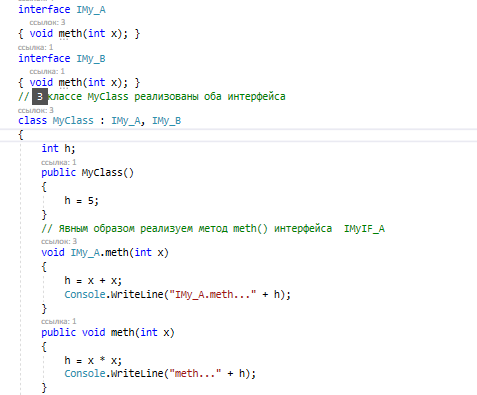 interface IMy_A
ссылок: 3
{ void meth(int x); }
ссылка: 1
interface IMy_B
ссылка: 1
{ void meth(int x); }
// 3 классе MyClass реализованы оба интерфейса
ссылок: 3
class MyClass : IMy_A, IMy_B
{
int h;
ссылка: 1
public MyClass()
{
h = 5;
}
// Явным образом реализуем метод meth() интерфейса IMyIF_A
ссылок: 3
void IMy_A.meth(int x)
{
h = x + x;
Console.WriteLine("IMy_A.meth..." + h);
}
ссылка: 1
public void meth(int x)
{
h = x * x;
Console.WriteLine("meth..." + h);
}